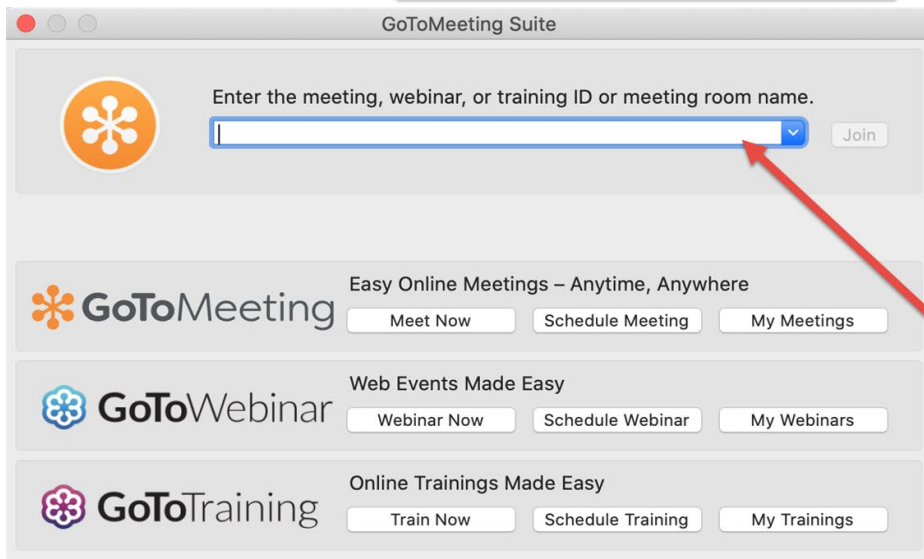 GoToMeeting Suite
Enter the meeting, webinar, or training ID or meeting room name.
Join
Easy Online Meetings – Anytime, Anywhere
GoToMeeting
Meet Now Schedule Meeting My Meetings
Web Events Made Easy
GoToWebinar
Webinar Now Schedule Webinar My Webinars
Online Trainings Made Easy
GoToTraining
Train Now Schedule Training My Trainings